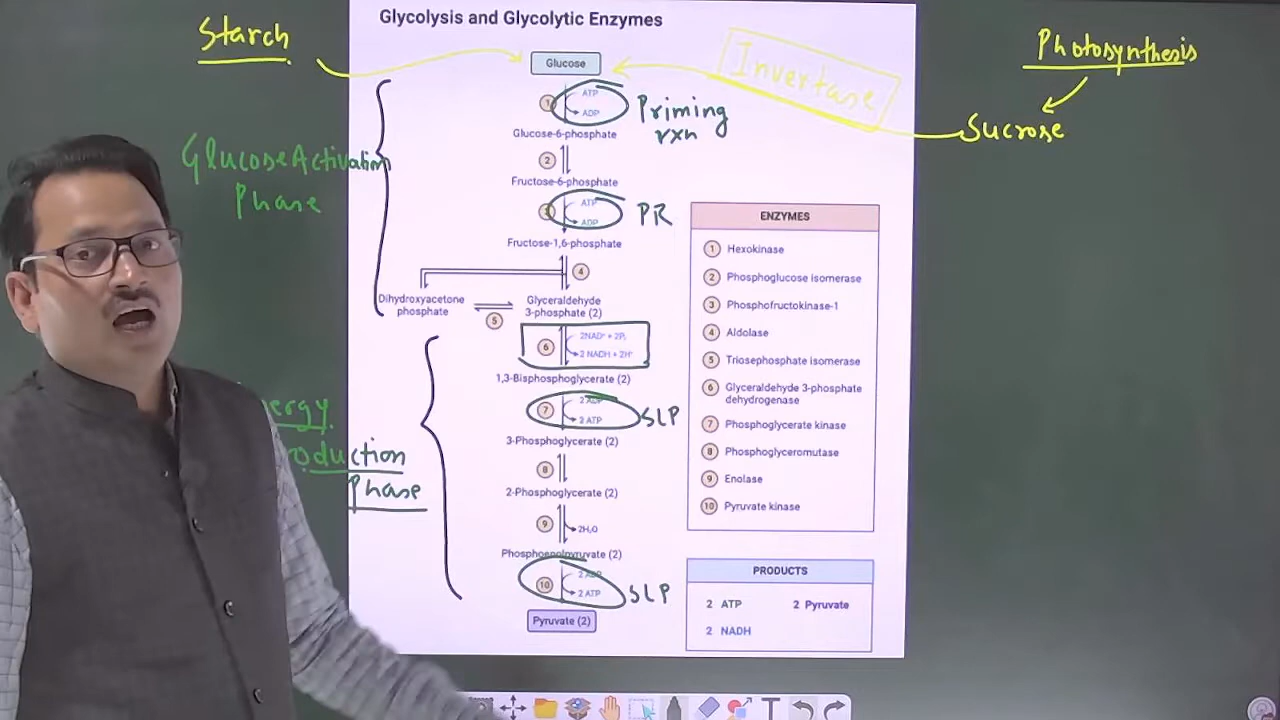 Glycolysis and Glycolytic Enzymes
Starch
Glucose
Invertase
Photosynthesis
Sucrose
1
ATP
ADP
Priming
rxn
Glucose-6-phosphate
Glucose Activation
Phase
2
Fructose-6-phosphate
3
ATP
ADP
PR
Fructose-1,6-phosphate
4
Dihydroxyacetone
phosphate
5
Glyceraldehyde
3-phosphate (2)
6
2NAD⁺ + 2Pᵢ
2 NADH + 2H⁺
1,3-Bisphosphoglycerate (2)
7
2 ADP
2 ATP
SLP
ergy
oduction
Phase
3-Phosphoglycerate (2)
8
2-Phosphoglycerate (2)
9
2H₂O
Phosphoenolpyruvate (2)
10
2 ADP
2 ATP
SLP
Pyruvate (2)
ENZYMES
1 Hexokinase
2 Phosphoglucose isomerase
3 Phosphofructokinase-1
4 Aldolase
5 Triosephosphate isomerase
6 Glyceraldehyde 3-phosphate
dehydrogenase
7 Phosphoglycerate kinase
8 Phosphoglyceromutase
9 Enolase
10 Pyruvate kinase
PRODUCTS
2 ATP 2 Pyruvate
2 NADH